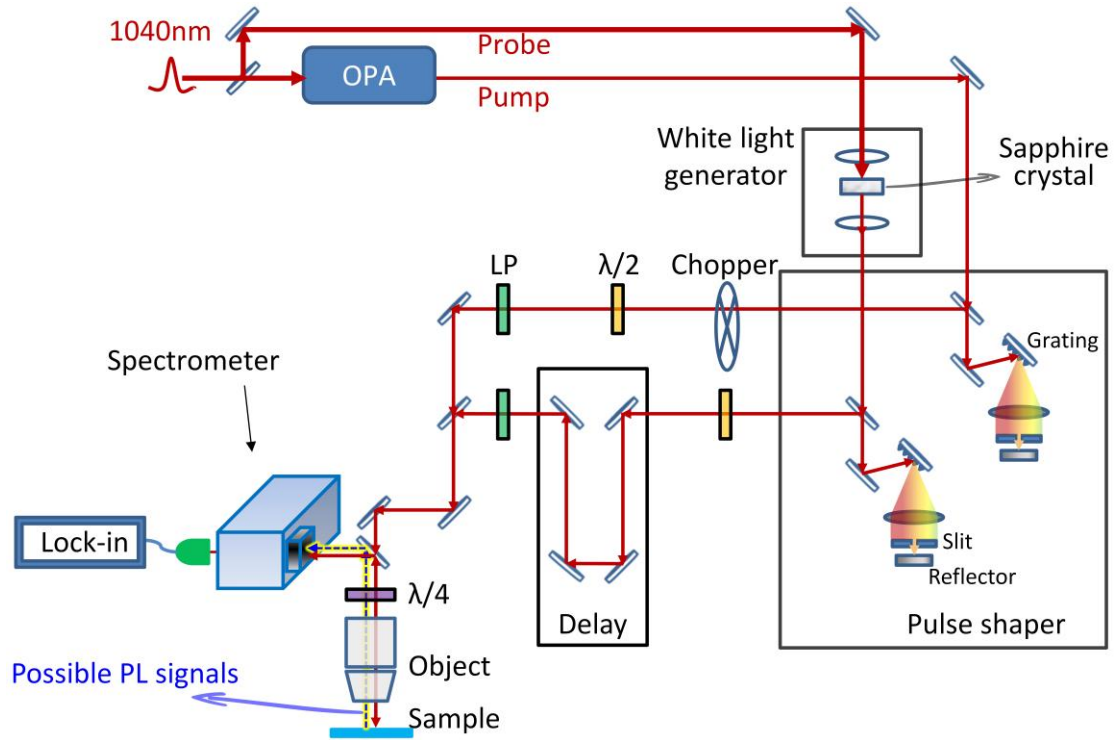 1040nm
Probe
OPA
Pump
White light
generator
Sapphire
crystal
LP
λ/2
Chopper
Grating
Spectrometer
Lock-in
Slit
Reflector
λ/4
Delay
Pulse shaper
Object
Possible PL signals
Sample